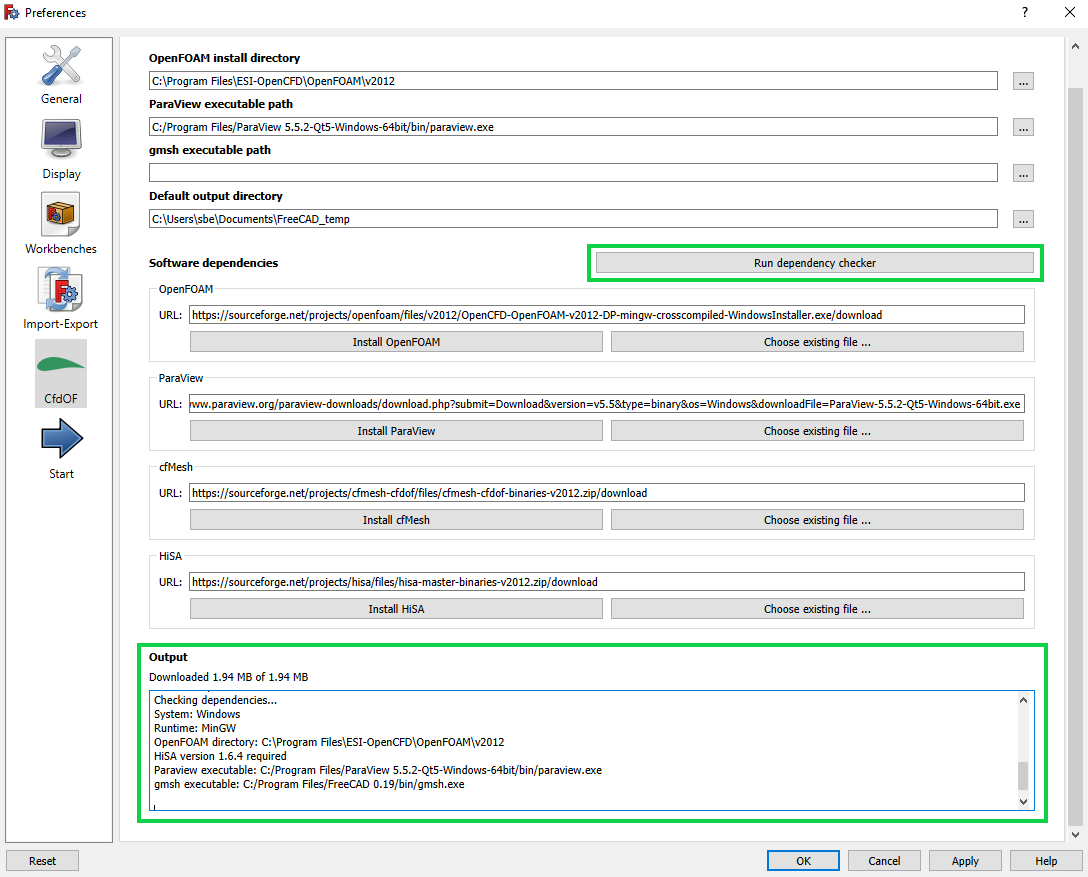 Preferences
?
General
Display
Workbenches
Import-Export
CfdOF
Start
OpenFOAM install directory
C:\Program Files\ESI-OpenCFD\OpenFOAM\v2012
...
ParaView executable path
C:/Program Files/ParaView 5.5.2-Qt5-Windows-64bit/bin/paraview.exe
...
gmsh executable path
...
Default output directory
C:\Users\sbe\Documents\FreeCAD_temp
...
Software dependencies
Run dependency checker
OpenFOAM
URL: https://sourceforge.net/projects/openfoam/files/v2012/OpenCFD-OpenFOAM-v2012-DP-mingw-crosscompiled-WindowsInstaller.exe/download
Install OpenFOAM
Choose existing file ...
ParaView
URL: www.paraview.org/paraview-downloads/download.php?submit=Download&version=v5.5&type=binary&os=Windows&downloadFile=ParaView-5.5.2-Qt5-Windows-64bit.exe
Install ParaView
Choose existing file ...
cfMesh
URL: https://sourceforge.net/projects/cfmesh-cfdof/files/cfmesh-cfdof-binaries-v2012.zip/download
Install cfMesh
Choose existing file ...
HiSA
URL: https://sourceforge.net/projects/hisa/files/hisa-master-binaries-v2012.zip/download
Install HiSA
Choose existing file ...
Output
Downloaded 1.94 MB of 1.94 MB
Checking dependencies...
System: Windows
Runtime: MinGW
OpenFOAM directory: C:\Program Files\ESI-OpenCFD\OpenFOAM\v2012
HiSA version 1.6.4 required
Paraview executable: C:/Program Files/ParaView 5.5.2-Qt5-Windows-64bit/bin/paraview.exe
gmsh executable: C:/Program Files/FreeCAD 0.19/bin/gmsh.exe
Reset
OK
Cancel
Apply
Help